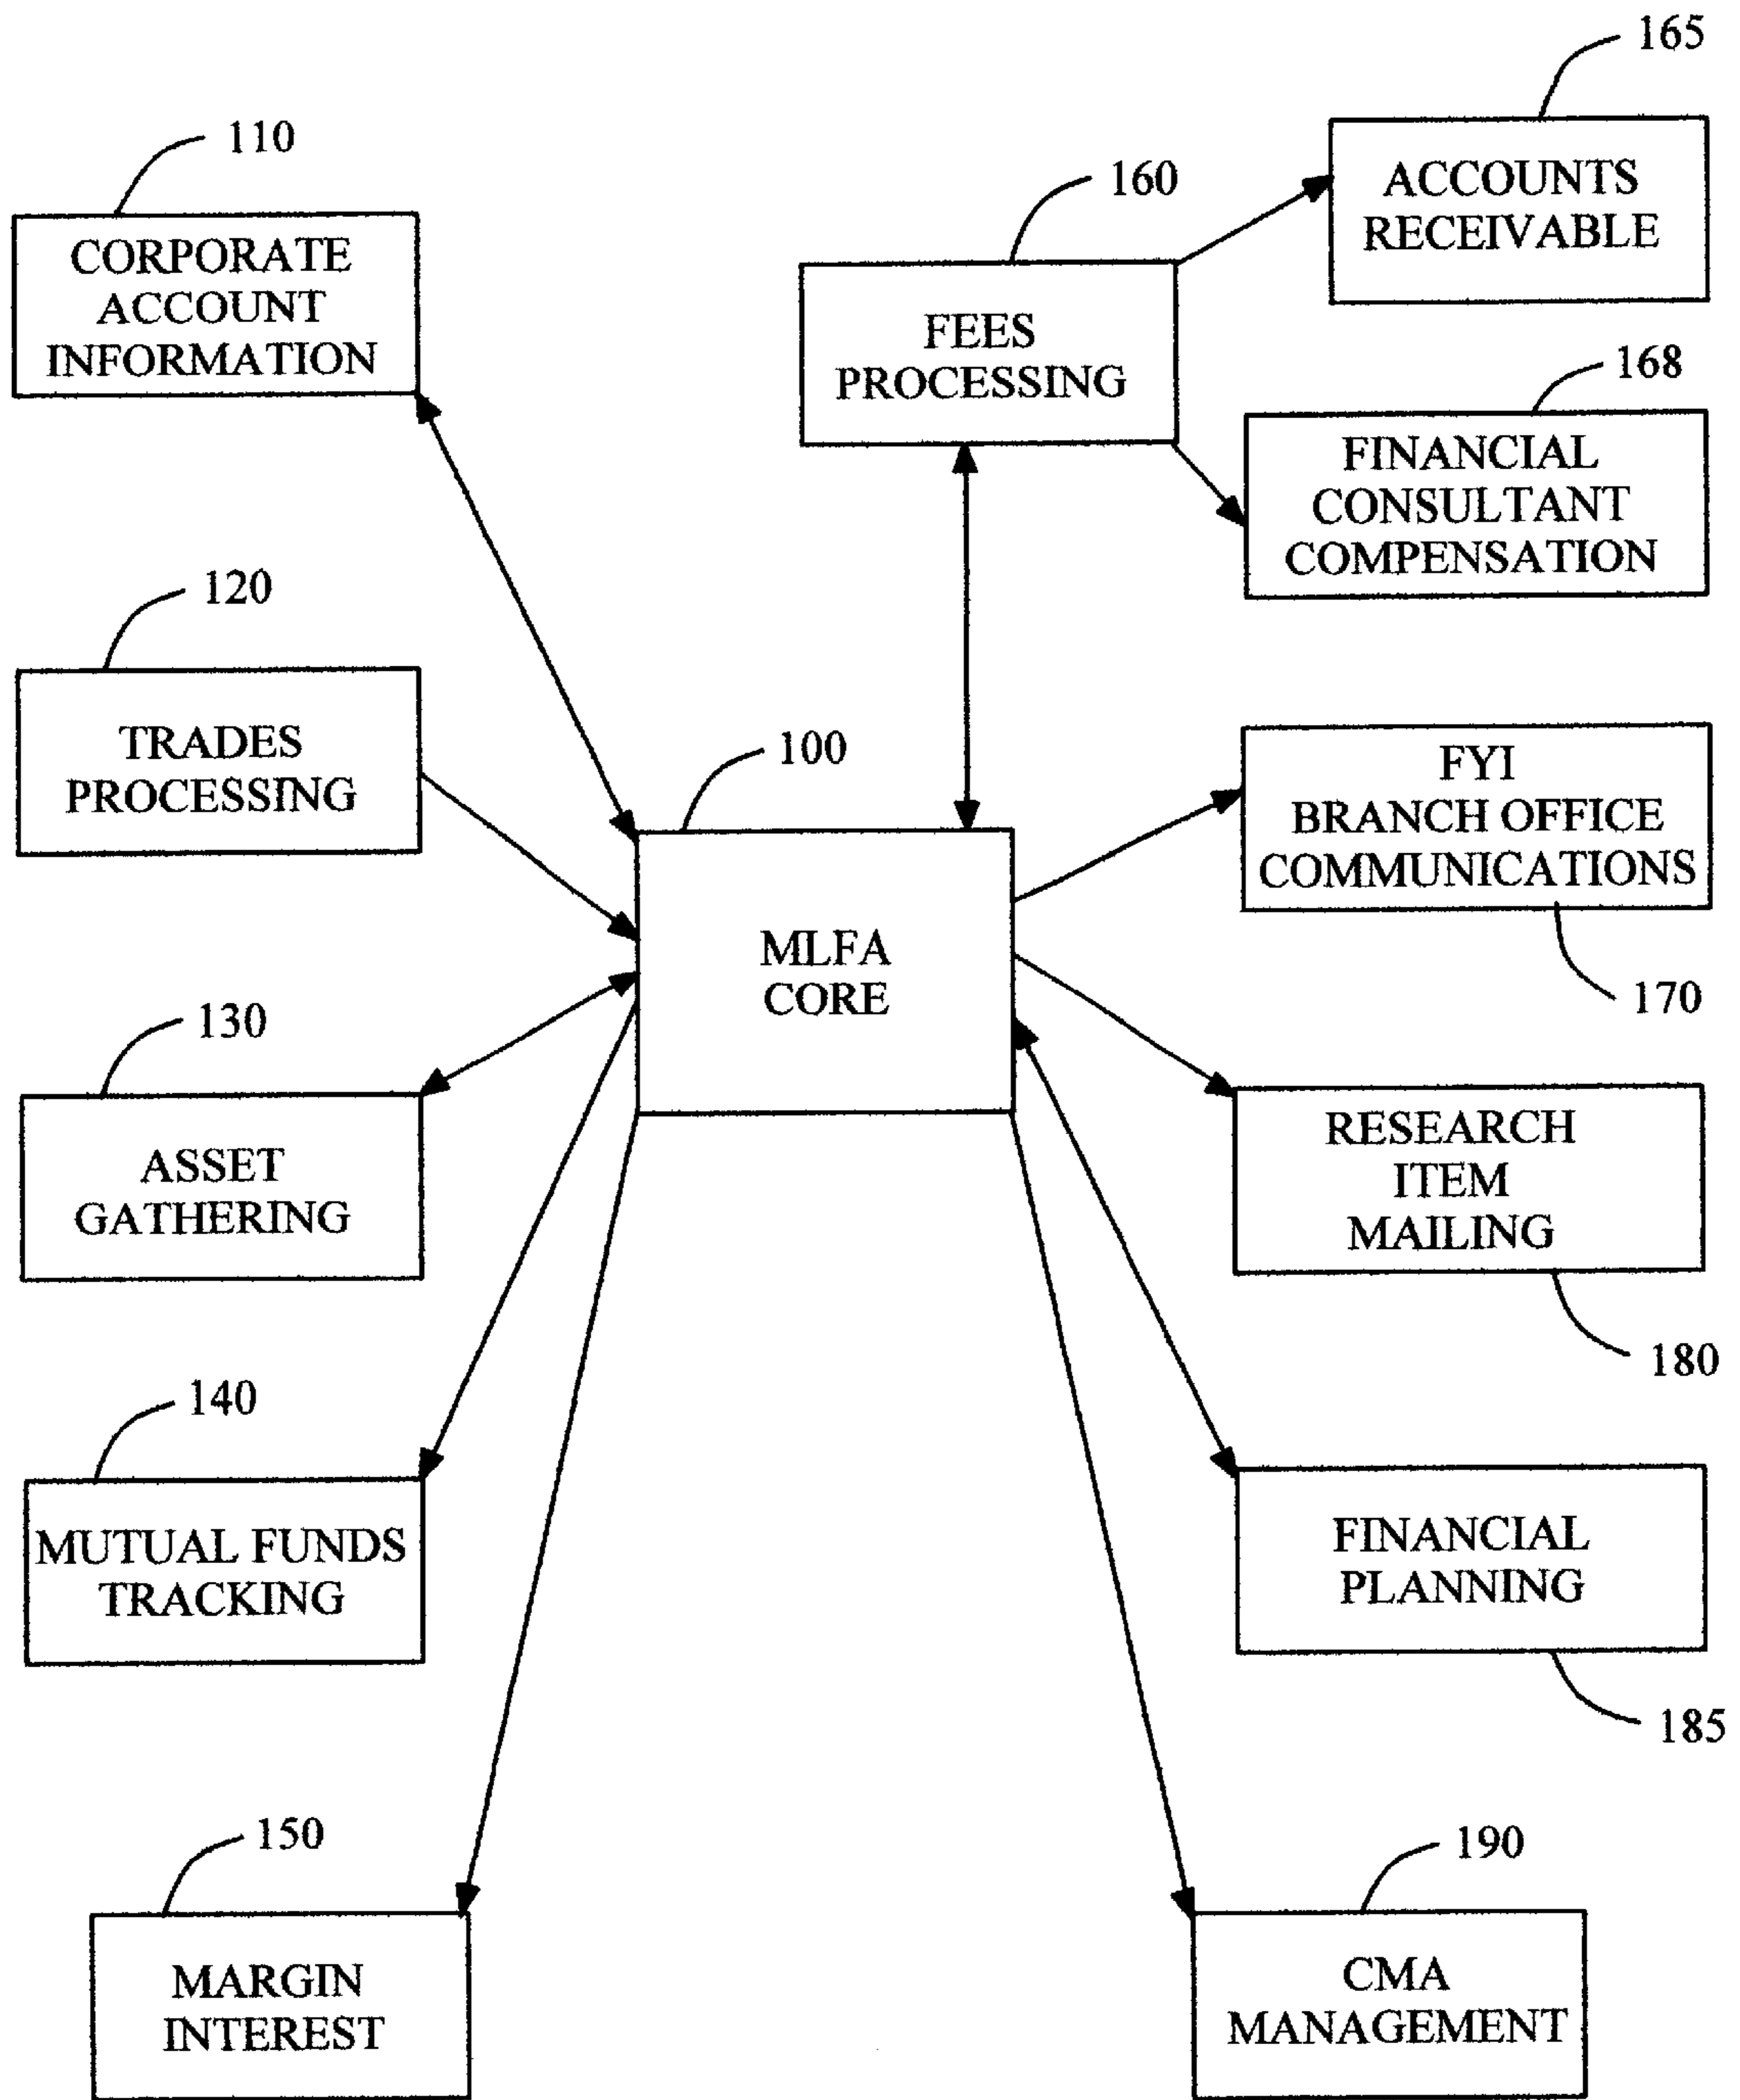 165
110
160
ACCOUNTS
RECEIVABLE
CORPORATE
ACCOUNT
INFORMATION
FEES
PROCESSING
168
FINANCIAL
CONSULTANT
COMPENSATION
120
TRADES
PROCESSING
100
FYI
BRANCH OFFICE
COMMUNICATIONS
MLFA
CORE
170
130
ASSET
GATHERING
RESEARCH
ITEM
MAILING
180
140
MUTUAL FUNDS
TRACKING
FINANCIAL
PLANNING
185
150
190
MARGIN
INTEREST
CMA
MANAGEMENT